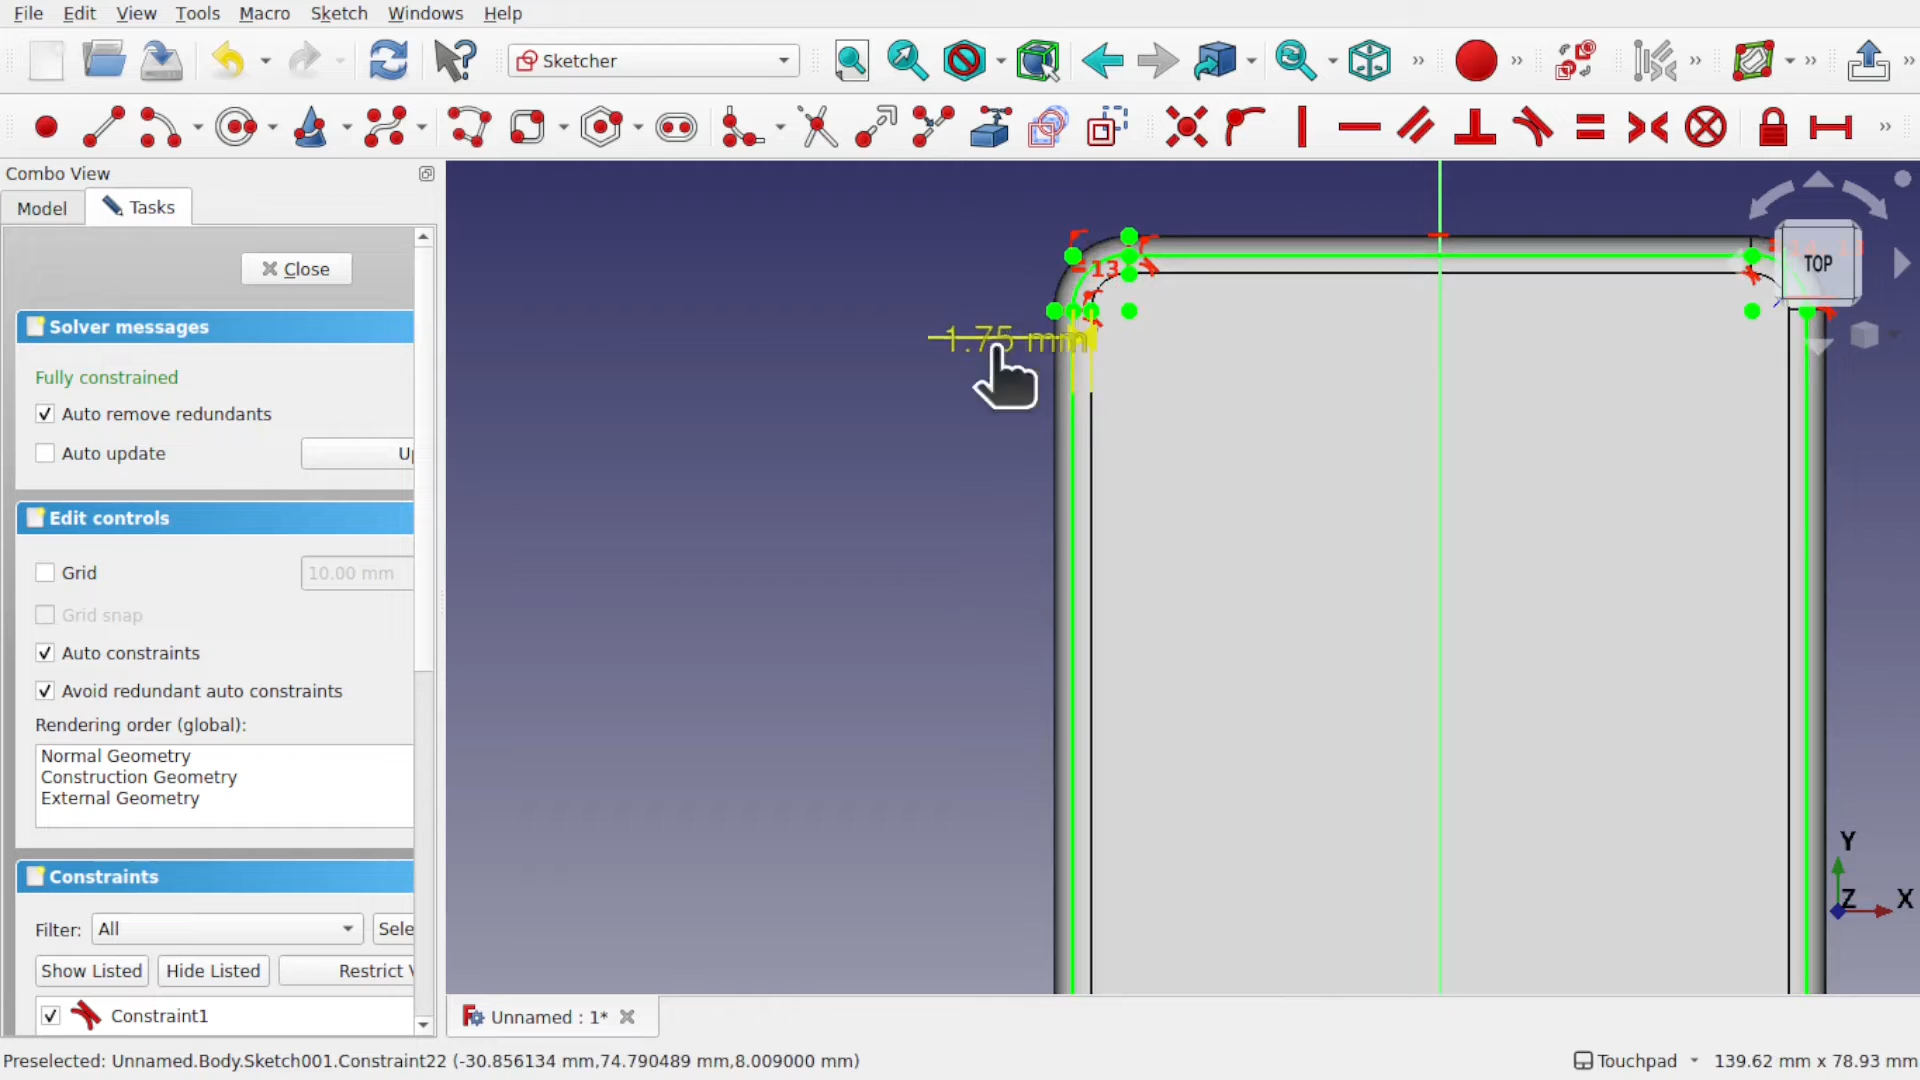 File Edit View Tools Macro Sketch Windows Help
Sketcher
Combo View
Model Tasks
Close
Solver messages
Fully constrained
Auto remove redundants
Auto update
Edit controls
Grid
10.00 mm
Grid snap
Auto constraints
Avoid redundant auto constraints
Rendering order (global):
Normal Geometry
Construction Geometry
External Geometry
Constraints
Filter: All Sele
Show Listed Hide Listed Restrict
Constraint1
13
1.75 mm
TOP
Y
Z X
Unnamed : 1*
Preselected: Unnamed.Body.Sketch001.Constraint22 (-30.856134 mm,74.790489 mm,8.009000 mm)
Touchpad 139.62 mm x 78.93 mm